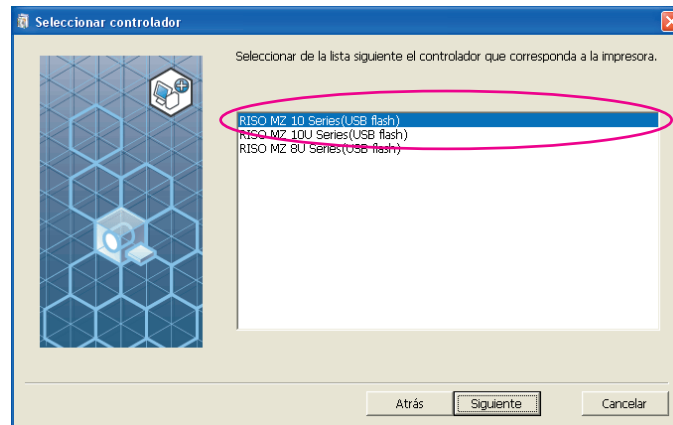 Seleccionar controlador
Seleccionar de la lista siguiente el controlador que corresponda a la impresora.
RISO MZ 10 Series(USB flash)
RISO MZ 10U Series(USB flash)
RISO MZ 8U Series(USB flash)
Atrás Siguiente Cancelar